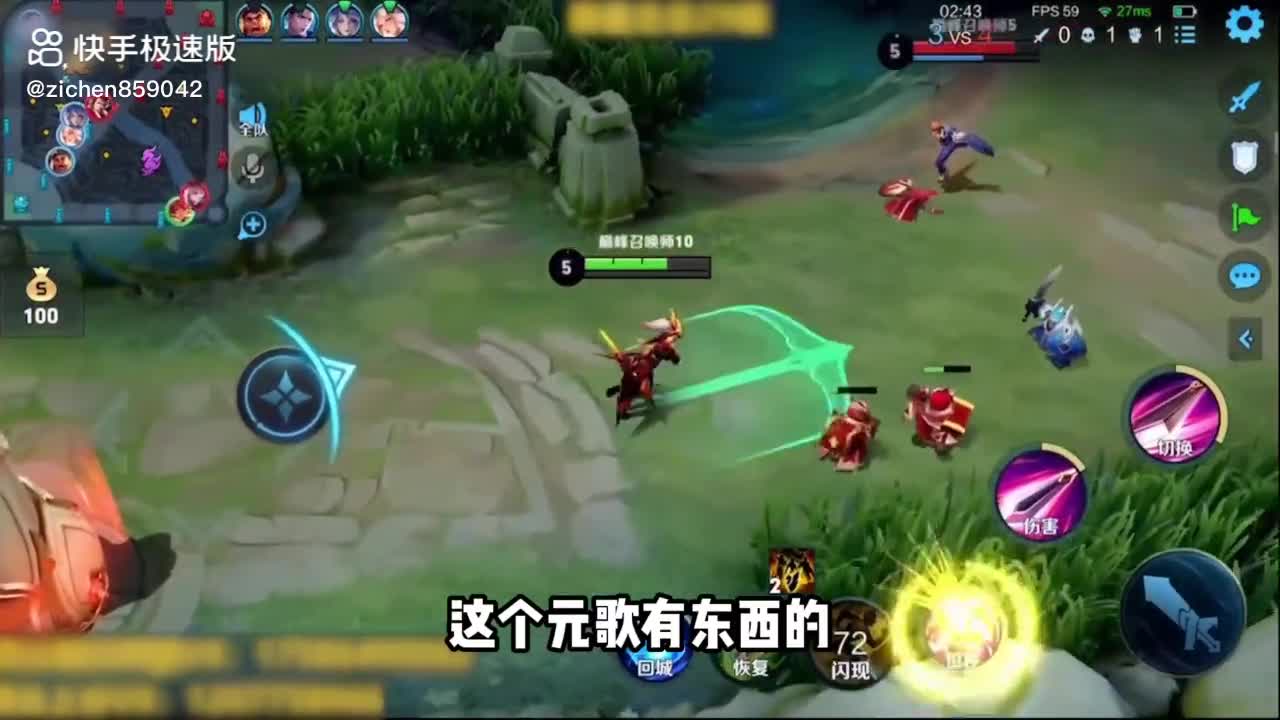 快手极速版
@zichen859042
全队
5
100
02:43
FPS 59
27ms
5
3 VS 4
0
1
1
巅峰召唤师10
5
切换
伤害
2
这个元歌有东西的
回城
恢复
72
闪现